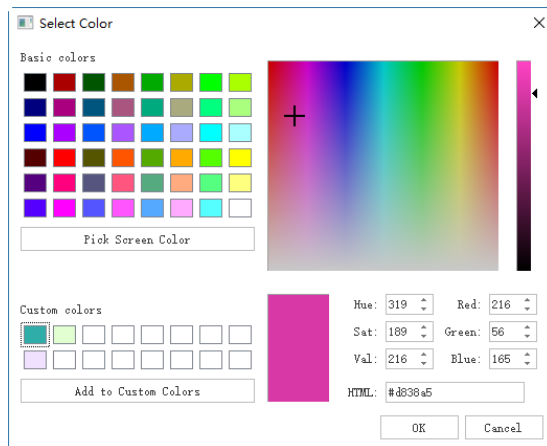 Select Color
Basic colors
Pick Screen Color
Custom colors
Add to Custom Colors
Hue: 319 Red: 216
Sat: 189 Green: 56
Val: 216 Blue: 165
HTML: #d838a5
OK Cancel